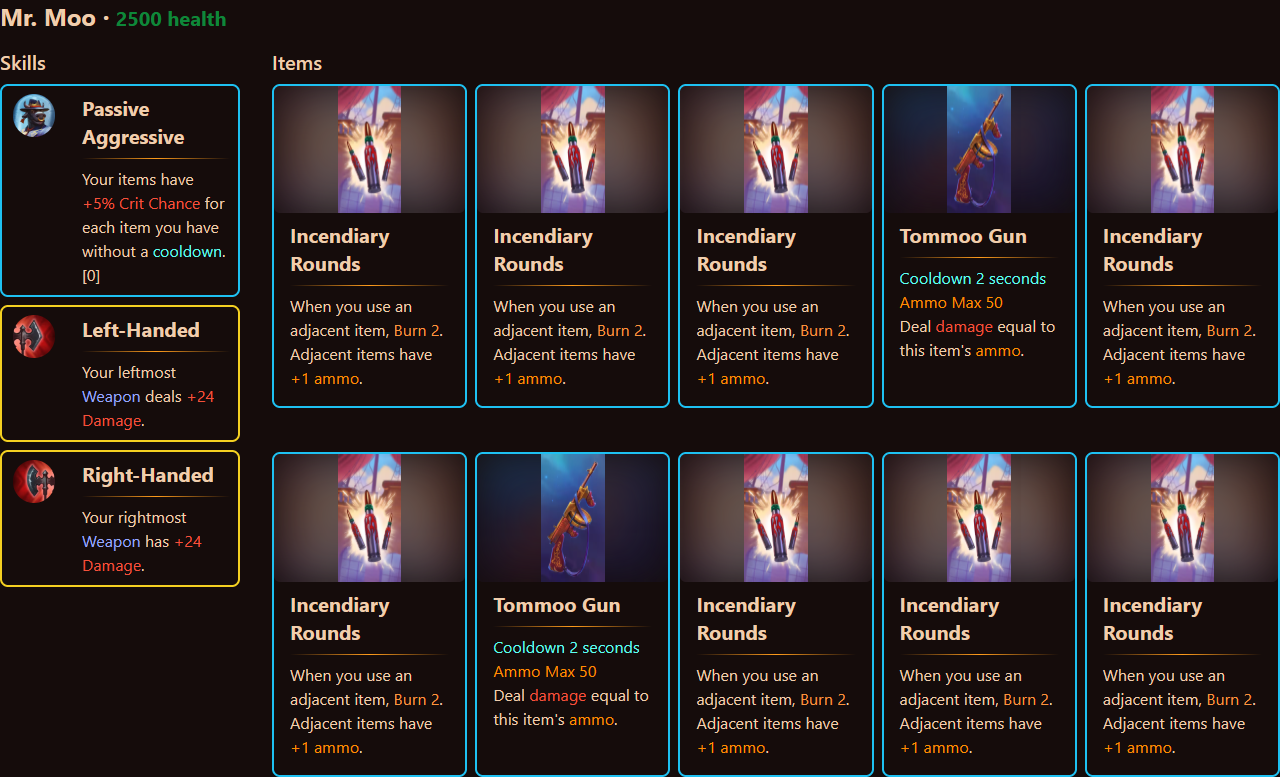 Mr. Moo · 2500 health
Skills
Passive
Aggressive
Your items have
+5% Crit Chance for
each item you have
without a cooldown.
[0]
Left-Handed
Your leftmost
Weapon deals +24
Damage.
Right-Handed
Your rightmost
Weapon has +24
Damage.
Items
Incendiary
Rounds
When you use an
adjacent item, Burn 2.
Adjacent items have
+1 ammo.
Incendiary
Rounds
When you use an
adjacent item, Burn 2.
Adjacent items have
+1 ammo.
Incendiary
Rounds
When you use an
adjacent item, Burn 2.
Adjacent items have
+1 ammo.
Tommoo Gun
Cooldown 2 seconds
Ammo Max 50
Deal damage equal to
this item's ammo.
Incendiary
Rounds
When you use an
adjacent item, Burn 2.
Adjacent items have
+1 ammo.
Incendiary
Rounds
When you use an
adjacent item, Burn 2.
Adjacent items have
+1 ammo.
Tommoo Gun
Cooldown 2 seconds
Ammo Max 50
Deal damage equal to
this item's ammo.
Incendiary
Rounds
When you use an
adjacent item, Burn 2.
Adjacent items have
+1 ammo.
Incendiary
Rounds
When you use an
adjacent item, Burn 2.
Adjacent items have
+1 ammo.
Incendiary
Rounds
When you use an
adjacent item, Burn 2.
Adjacent items have
+1 ammo.